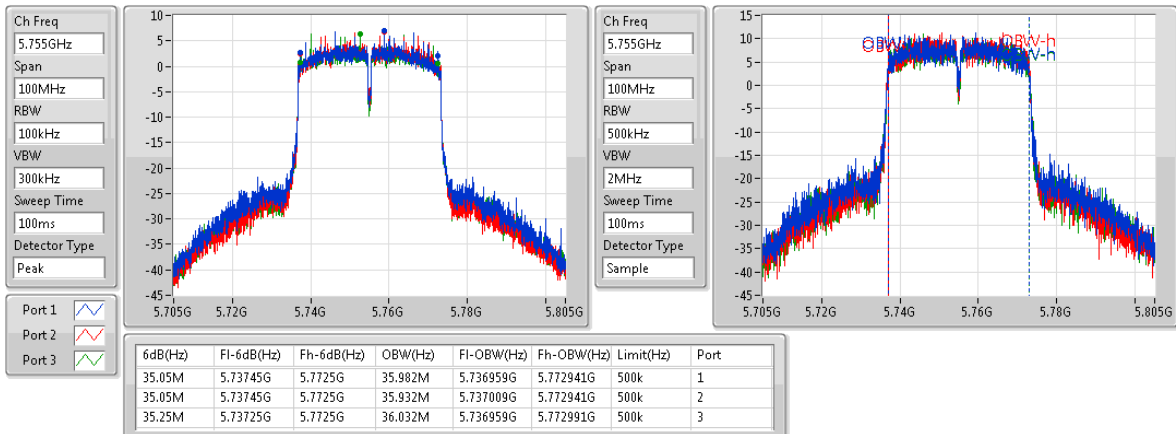 Ch Freq
5.755GHz
Span
100MHz
RBW
100kHz
VBW
300kHz
Sweep Time
100ms
Detector Type
Peak
10
5
0
-5
-10
-15
-20
-25
-30
-35
-40
-45
5.705G 5.72G 5.74G 5.76G 5.78G 5.805G
Ch Freq
5.755GHz
Span
100MHz
RBW
500kHz
VBW
2MHz
Sweep Time
100ms
Detector Type
Sample
15
10
5
0
-5
-10
-15
-20
-25
-30
-35
-40
-45
OBW-h
5.705G 5.72G 5.74G 5.76G 5.78G 5.805G
Port 1
Port 2
Port 3
6dB(Hz) Fl-6dB(Hz) Fh-6dB(Hz) OBW(Hz) Fl-OBW(Hz) Fh-OBW(Hz) Limit(Hz) Port
35.05M 5.73745G 5.7725G 35.982M 5.736959G 5.772941G 500k 1
35.05M 5.73745G 5.7725G 35.932M 5.737009G 5.772941G 500k 2
35.25M 5.73725G 5.7725G 36.032M 5.736959G 5.772991G 500k 3